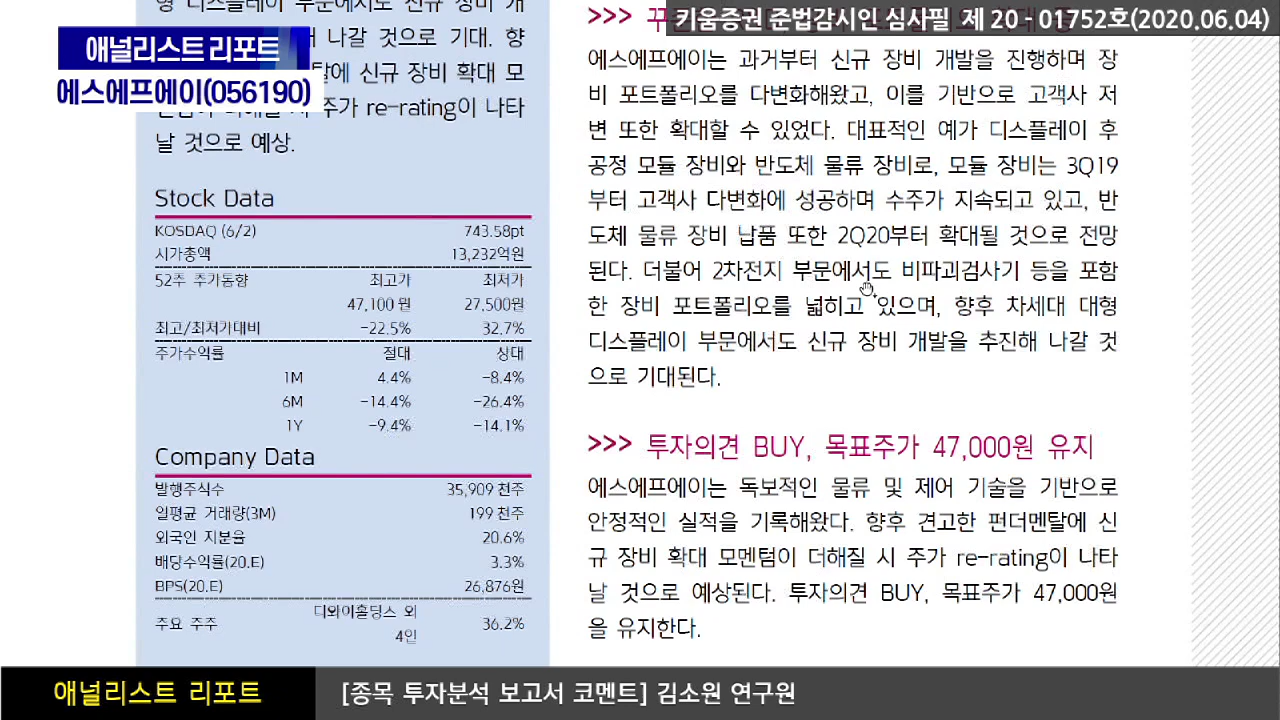 키움증권 준법감시인 심사필 제 20 - 01752호(2020.06.04)
애널리스트 리포트
에스에프에이(056190)
형 디스플레이 부문에서도 신규 장비 개
나갈 것으로 기대. 향
탈에 신규 장비 확대 모
주가 re-rating이 나타
날 것으로 예상.
Stock Data
KOSDAQ (6/2) 743.58pt
시가총액 13,232억원
52주 주가동향 최고가 최저가
47,100 원 27,500원
최고/최저가대비 -22.5% 32.7%
주가수익률 절대 상대
1M 4.4% -8.4%
6M -14.4% -26.4%
1Y -9.4% -14.1%
Company Data
발행주식수 35,909 천주
일평균 거래량(3M) 199 천주
외국인 지분율 20.6%
배당수익률(20.E) 3.3%
BPS(20.E) 26,876원
주요 주주 디와이홀딩스 외 4인 36.2%
>>>
에스에프에이는 과거부터 신규 장비 개발을 진행하며 장
비 포트폴리오를 다변화해왔고, 이를 기반으로 고객사 저
변 또한 확대할 수 있었다. 대표적인 예가 디스플레이 후
공정 모듈 장비와 반도체 물류 장비로, 모듈 장비는 3Q19
부터 고객사 다변화에 성공하며 수주가 지속되고 있고, 반
도체 물류 장비 납품 또한 2Q20부터 확대될 것으로 전망
된다. 더불어 2차전지 부문에서도 비파괴검사기 등을 포함
한 장비 포트폴리오를 넓히고 있으며, 향후 차세대 대형
디스플레이 부문에서도 신규 장비 개발을 추진해 나갈 것
으로 기대된다.
>>> 투자의견 BUY, 목표주가 47,000원 유지
에스에프에이는 독보적인 물류 및 제어 기술을 기반으로
안정적인 실적을 기록해왔다. 향후 견고한 펀더멘탈에 신
규 장비 확대 모멘텀이 더해질 시 주가 re-rating이 나타
날 것으로 예상된다. 투자의견 BUY, 목표주가 47,000원
을 유지한다.
애널리스트 리포트
[종목 투자분석 보고서 코멘트] 김소원 연구원